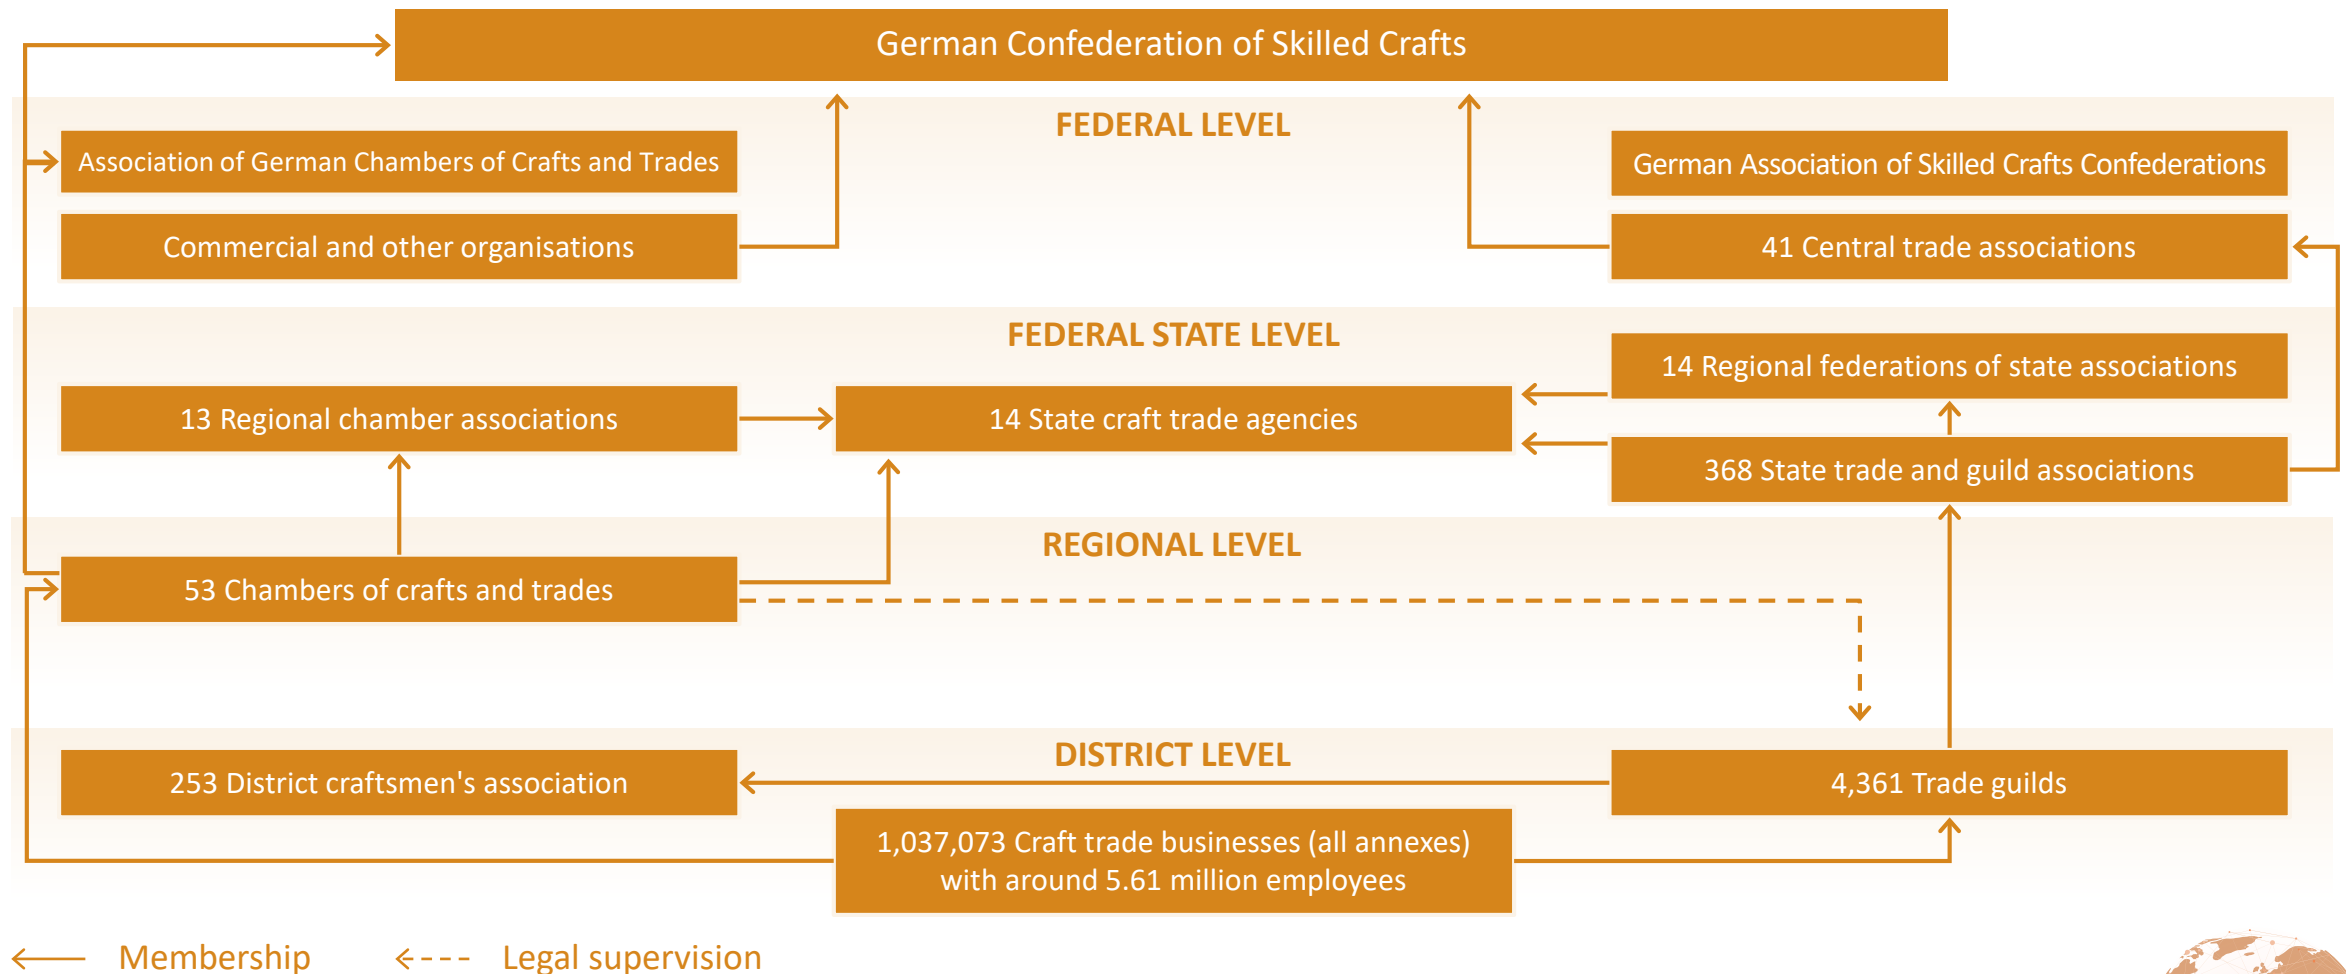 German Confederation of Skilled Crafts
FEDERAL LEVEL
Association of German Chambers of Crafts and Trades
German Association of Skilled Crafts Confederations
Commercial and other organisations
41 Central trade associations
FEDERAL STATE LEVEL
14 Regional federations of state associations
13 Regional chamber associations
14 State craft trade agencies
368 State trade and guild associations
REGIONAL LEVEL
53 Chambers of crafts and trades
DISTRICT LEVEL
253 District craftsmen's association
4,361 Trade guilds
1,037,073 Craft trade businesses (all annexes)
with around 5.61 million employees
Membership
Legal supervision